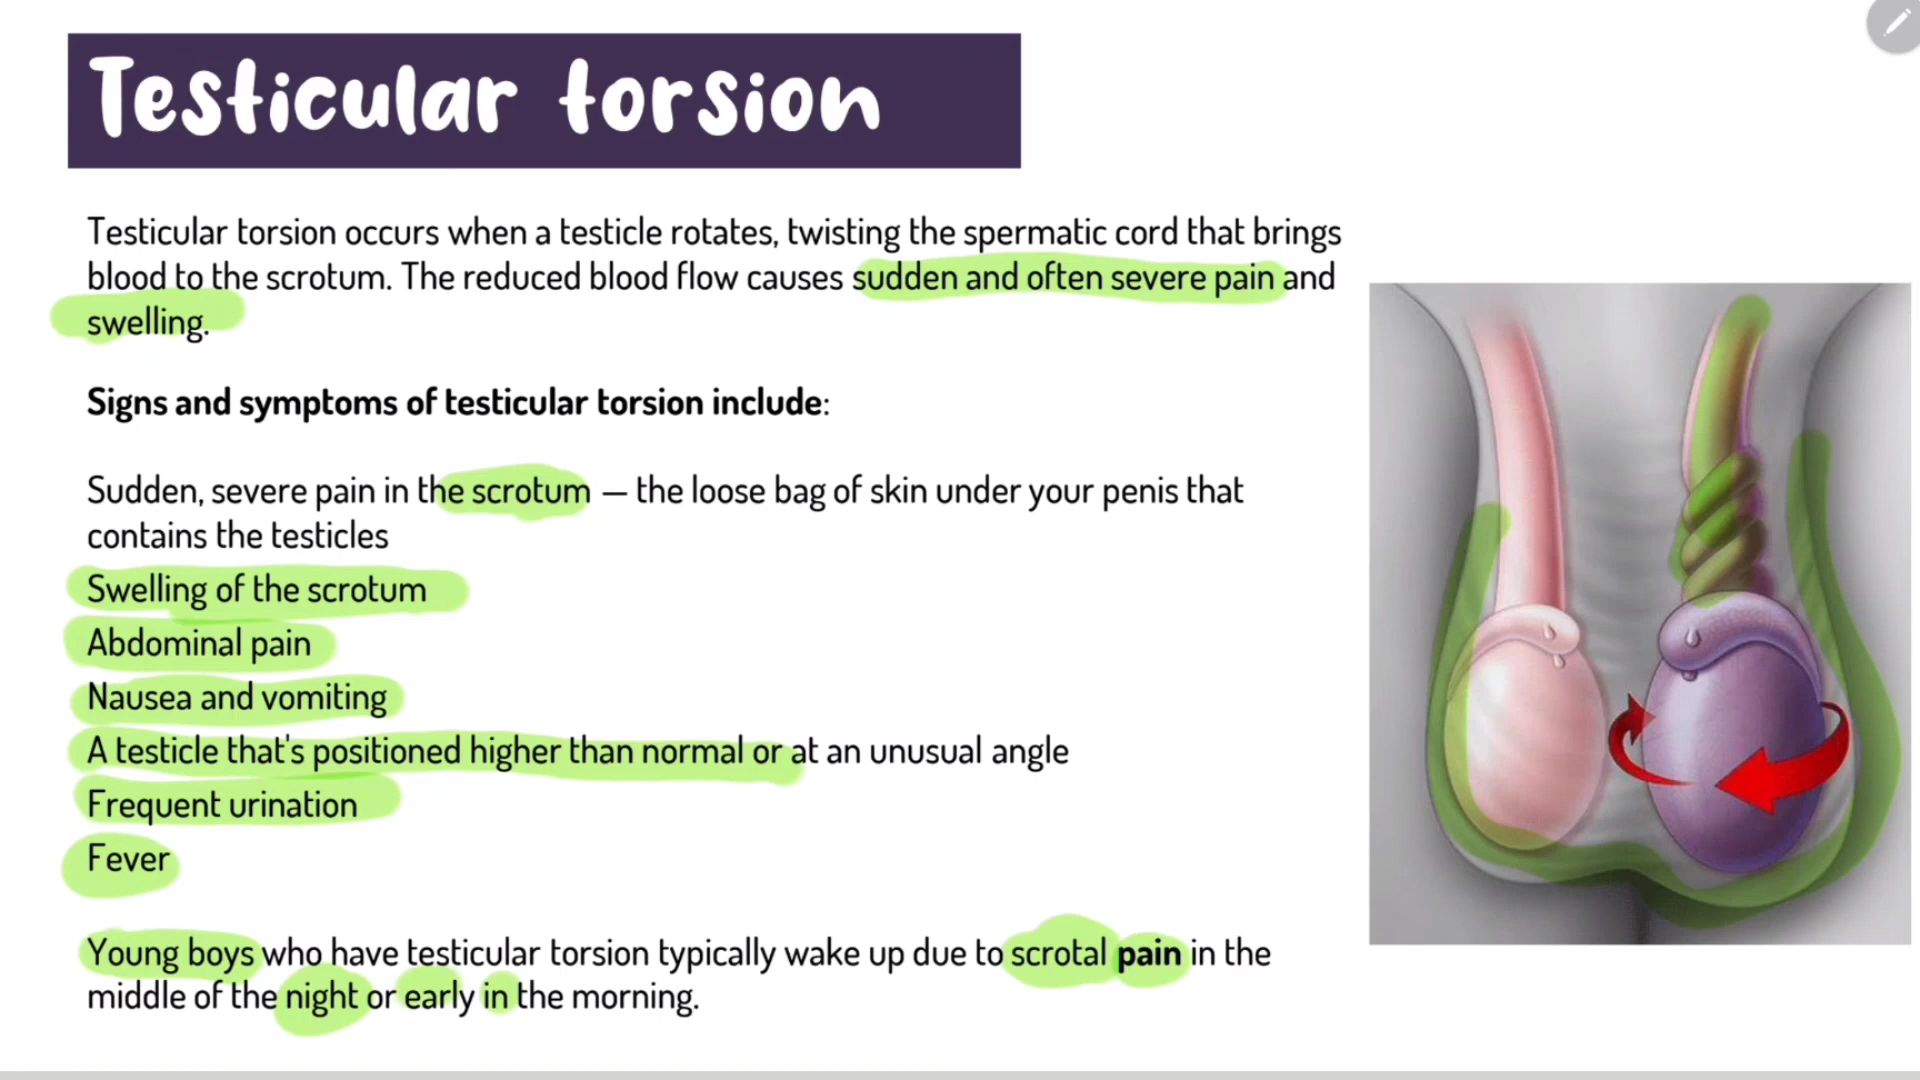 Testicular torsion
Testicular torsion occurs when a testicle rotates, twisting the spermatic cord that brings
blood to the scrotum. The reduced blood flow causes sudden and often severe pain and
swelling.
Signs and symptoms of testicular torsion include:
Sudden, severe pain in the scrotum — the loose bag of skin under your penis that
contains the testicles
Swelling of the scrotum
Abdominal pain
Nausea and vomiting
A testicle that's positioned higher than normal or at an unusual angle
Frequent urination
Fever
Young boys who have testicular torsion typically wake up due to scrotal pain in the
middle of the night or early in the morning.